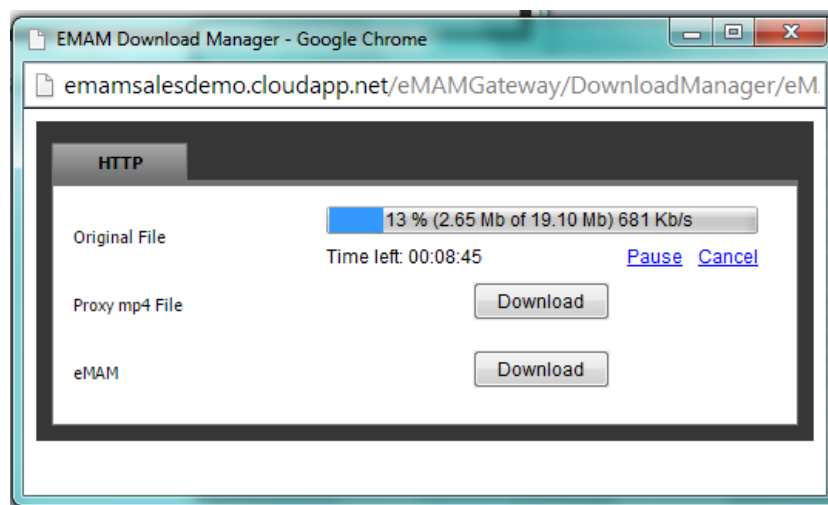 EMAM Download Manager - Google Chrome
emamsalesdemo.cloudapp.net/eMAMGateway/DownloadManager/eM
HTTP
Original File
13 % (2.65 Mb of 19.10 Mb) 681 Kb/s
Time left: 00:08:45 Pause Cancel
Proxy mp4 File Download
eMAM Download